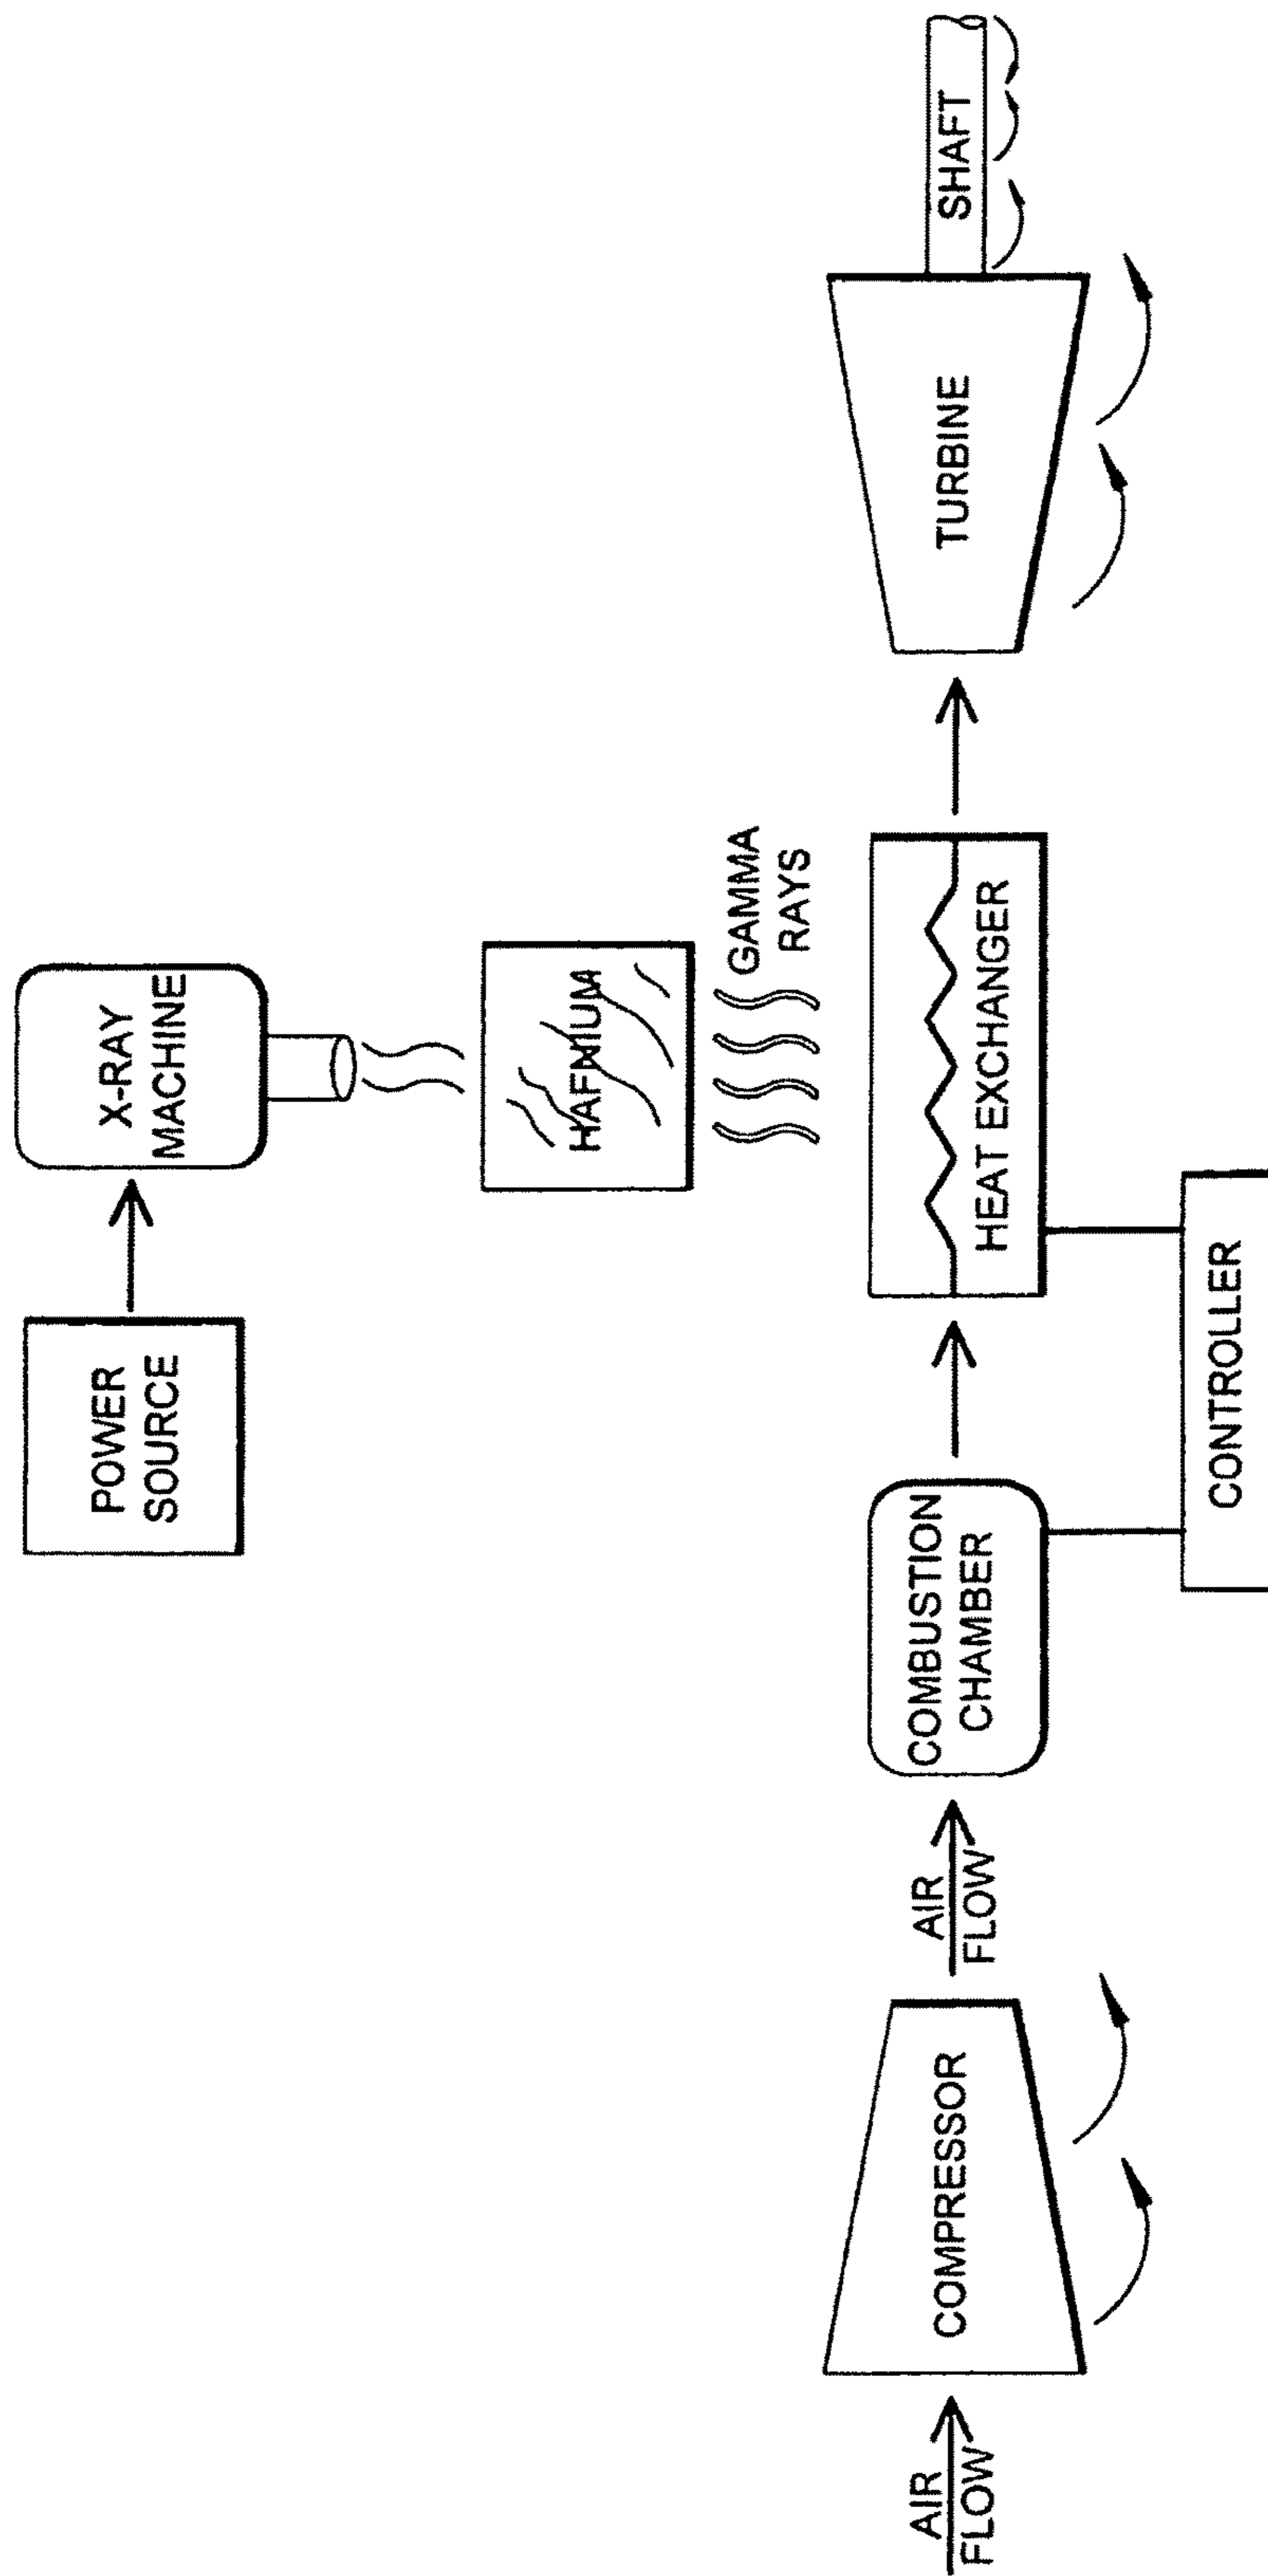 POWER
SOURCE
X-RAY
MACHINE
HAFNIUM
GAMMA
RAYS
AIR
FLOW
COMPRESSOR
AIR
FLOW
COMBUSTION
CHAMBER
HEAT EXCHANGER
TURBINE
SHAFT
CONTROLLER